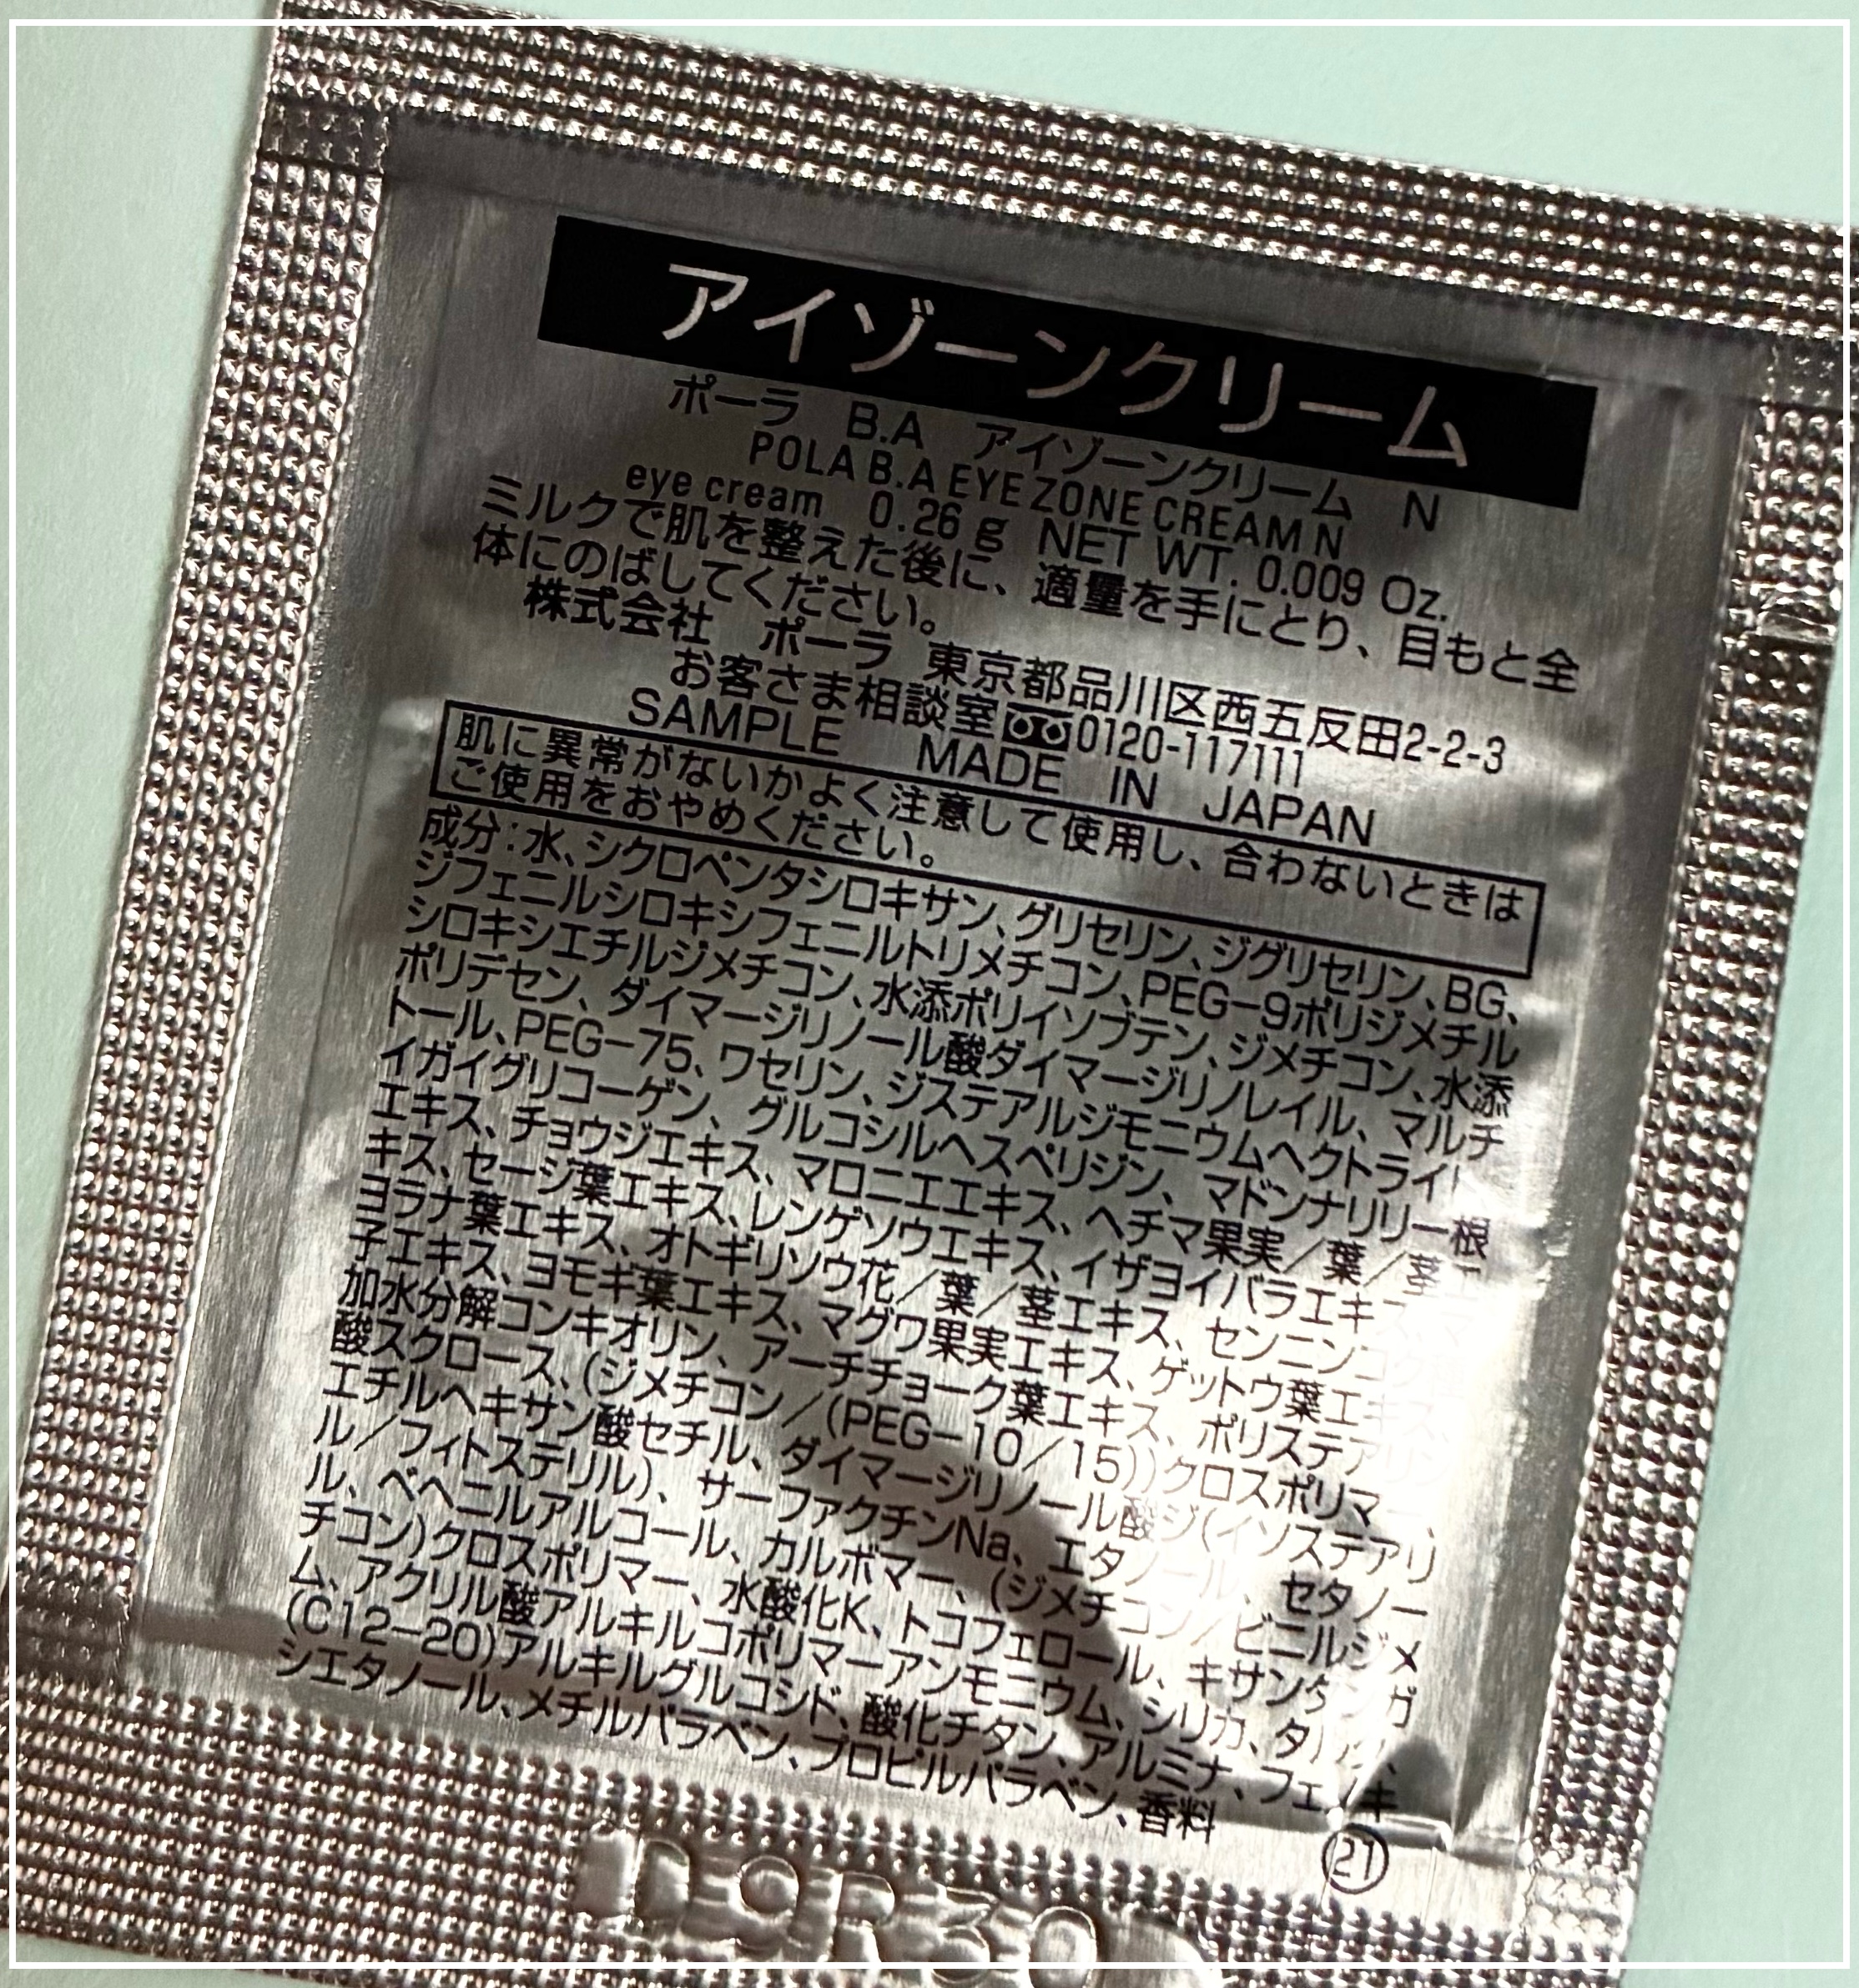 アイゾーンクリーム
ポーラ B.A アイゾーンクリーム N
POLA B.A EYE ZONE CREAM N
eye cream 0.26 g NET WT. 0.009 Oz.
ミルクで肌を整えた後に、適量を手にとり、目もと全
体にのばしてください。
株式会社 ポーラ 東京都品川区西五反田2-2-3
お客さま相談室 0120-117111
SAMPLE MADE IN JAPAN
肌に異常がないかよく注意して使用し、合わないときは
ご使用をおやめください。
成分:水、シクロペンタシロキサン、グリセリン、ジグリセリン、BG、
ジフェニルシロキシフェニルトリメチコン、PEG-9ポリジメチル
シロキシエチルジメチコン、水添ポリイソブテン、ジメチコン、水添
ポリデセン、ダイマージリノール酸ダイマージリノレイル、マルチ
トール、PEG-75、ワセリン、ジステアルジモニウムヘクトライト、
イガイグリコーゲン、グルコシルヘスペリジン、マドンナリリー根
エキス、チョウジエキス、マロニエエキス、ヘチマ果実/葉/茎エ
キス、セージ葉エキス、レンゲソウエキス、イザヨイバラエキス、マ
ヨラナ葉エキス、オトギリソウ花/葉/茎エキス、センニンコク種
子エキス、ヨモギ葉エキス、マグワ果実エキス、ゲットウ葉エキス、
加水分解コンキオリン、アーチチョーク葉エキス、ポリステアリン
酸スクロース、(ジメチコン/(PEG-10/15))クロスポリマー、
エチルヘキサン酸セチル、ダイマージリノール酸ジ(イソステアリ
ル/フィトステリル)、サーファクチンNa、エタノール、セタノー
ル、ベヘニルアルコール、カルボマー、(ジメチコン/ビニルジメ
チコン)クロスポリマー、水酸化K、トコフェロール、キサンタンガ
ム、アクリル酸アルキルコポリマーアンモニウム、シリカ、タルク、
(C12-20)アルキルグルコシド、酸化チタン、アルミナ、フェノキ
シエタノール、メチルパラベン、プロピルパラベン、香料
21